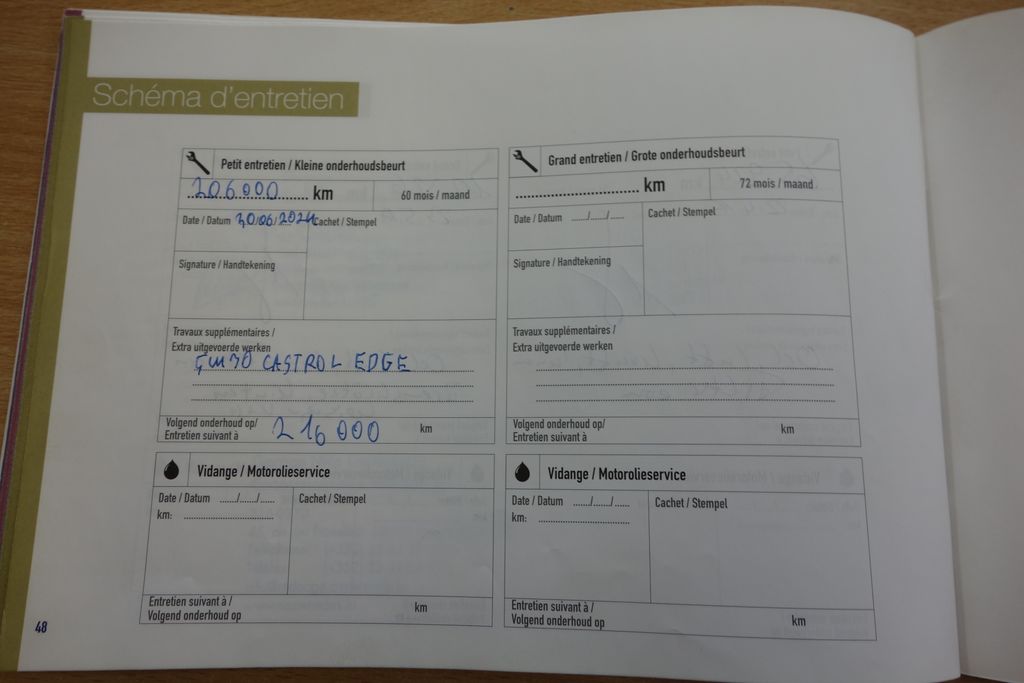 Schéma d'entretien
Petit entretien / Kleine onderhoudsbeurt
206.000 km
60 mois / maand
Date / Datum 30/06/2024
Cachet / Stempel
Signature / Handtekening
Travaux supplémentaires /
Extra uitgevoerde werken
5W30 CASTROL EDGE
Volgend onderhoud op/
Entretien suivant à
216000 km
Grand entretien / Grote onderhoudsbeurt
km
72 mois / maand
Date / Datum ....../....../......
Cachet / Stempel
Signature / Handtekening
Travaux supplémentaires /
Extra uitgevoerde werken
Volgend onderhoud op/
Entretien suivant à
km
Vidange / Motorolieservice
Date / Datum ....../....../......
Cachet / Stempel
km:
Entretien suivant à /
Volgend onderhoud op
km
Vidange / Motorolieservice
Date / Datum ....../....../......
Cachet / Stempel
km:
Entretien suivant à /
Volgend onderhoud op
km
48